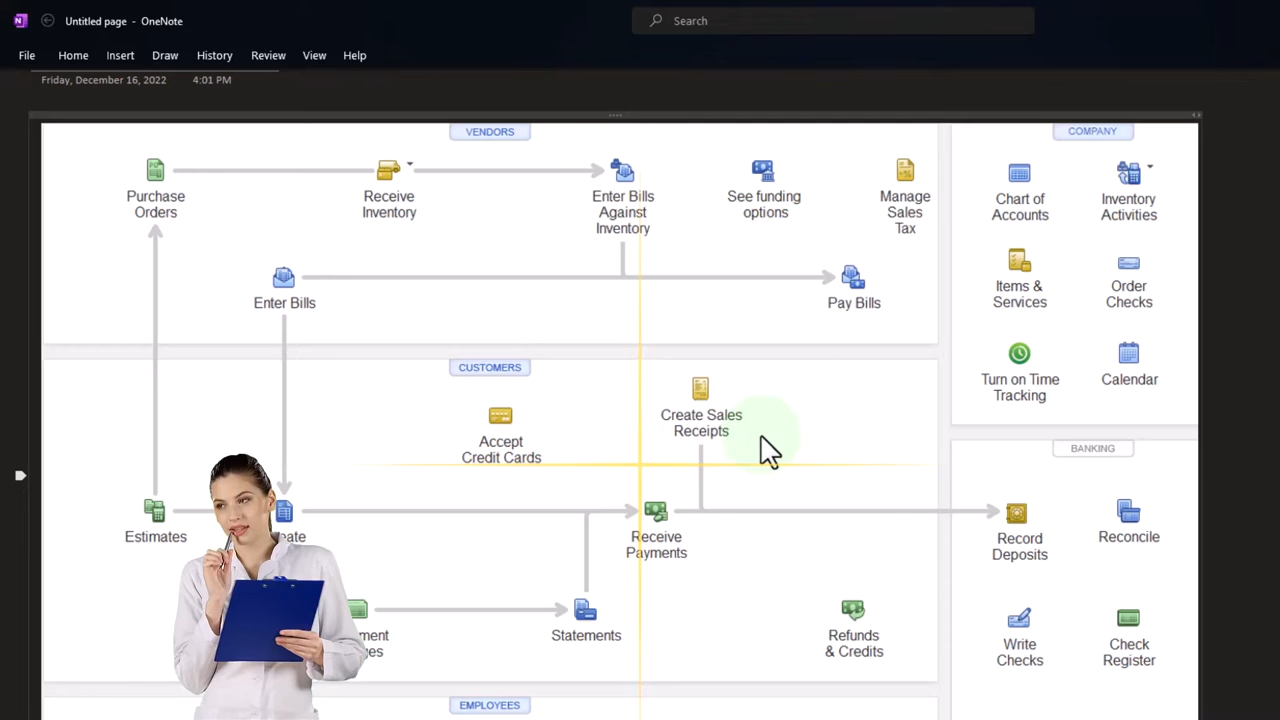 Untitled page - OneNote
Search
File Home Insert Draw History Review View Help
Friday, December 16, 2022 4:01 PM
VENDORS
Purchase
Orders
Receive
Inventory
Enter Bills
Against
Inventory
See funding
options
Manage
Sales
Tax
Enter Bills
Pay Bills
COMPANY
Chart of
Accounts
Inventory
Activities
Items &
Services
Order
Checks
Turn on Time
Tracking
Calendar
CUSTOMERS
Accept
Credit Cards
Create Sales
Receipts
Estimates
Receive
Payments
Statements
Refunds
& Credits
BANKING
Record
Deposits
Reconcile
Write
Checks
Check
Register
EMPLOYEES